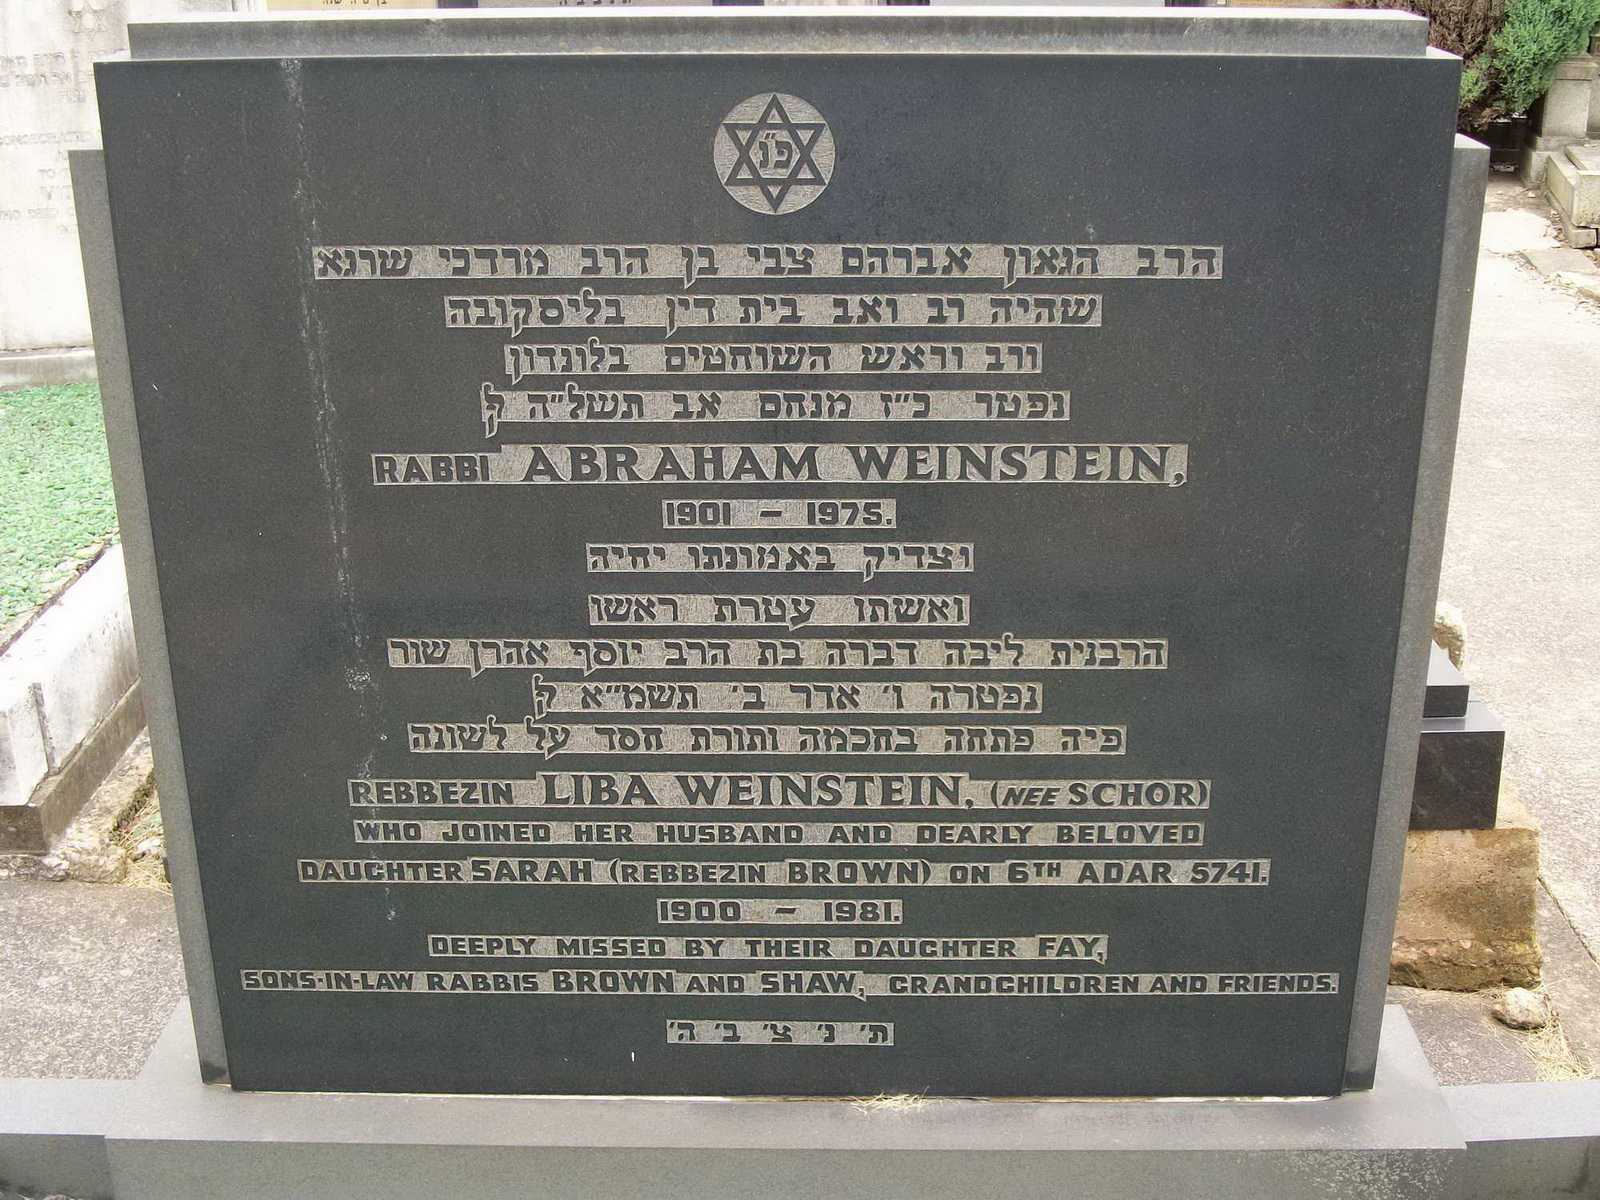 פ"נ
הרב הגאון אברהם צבי בן הרב מרדכי שרגא
שהיה רב ואב בית דין בליסקובה
ורב וראש השוחטים בלונדון
נפטר כ"ז מנחם אב תשל"ה ק
RABBI ABRAHAM WEINSTEIN,
1901 – 1975.
וצדיק באמונתו יחיה
ואשתו עטרת ראשו
הרבנית ליבה דברה בת הרב יוסף אהרן שור
נפטרה ו' אדר ב' תשמ"א ק
פיה פתחה בחכמה ותורת חסד על לשונה
REBBEZIN LIBA WEINSTEIN, (NEE SCHOR)
WHO JOINED HER HUSBAND AND DEARLY BELOVED
DAUGHTER SARAH (REBBEZIN BROWN) ON 6TH ADAR 5741.
1900 – 1981.
DEEPLY MISSED BY THEIR DAUGHTER FAY,
SONS-IN-LAW RABBIS BROWN AND SHAW, GRANDCHILDREN AND FRIENDS.
ת' נ' צ' ב' ה'